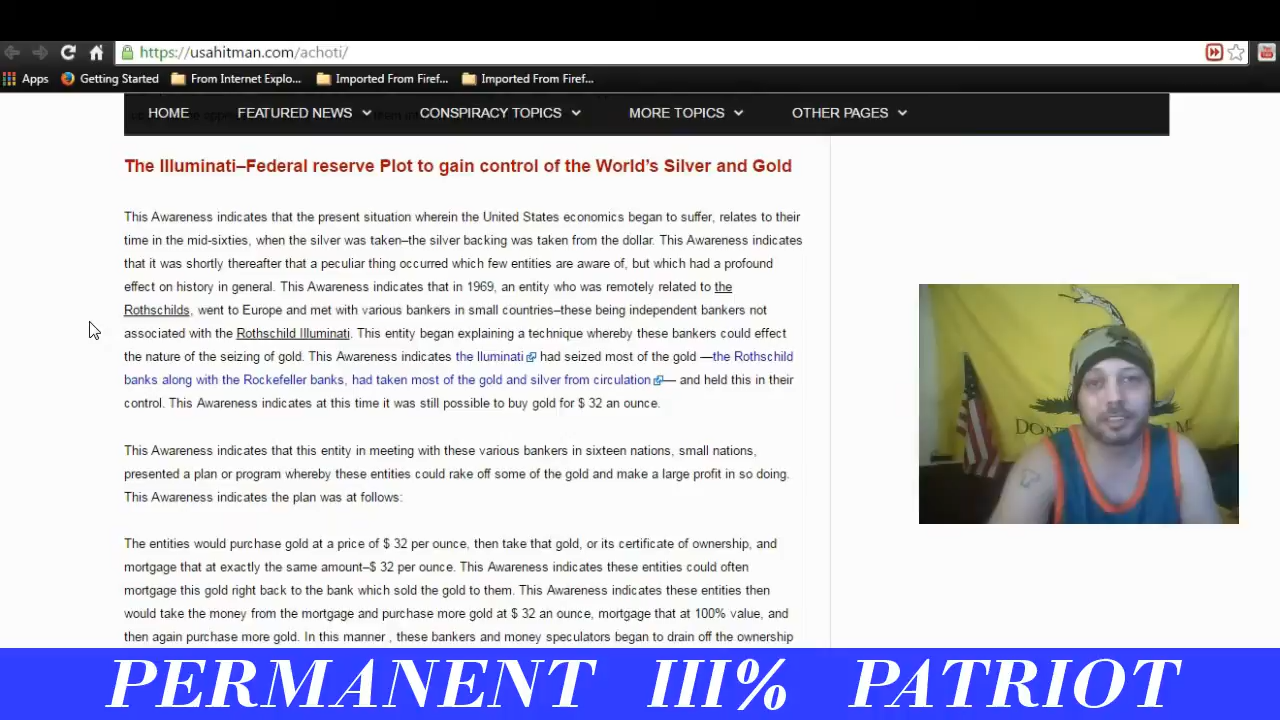 https://usahitman.com/achoti/
Apps Getting Started From Internet Explo... Imported From Firef... Imported From Firef...
HOME FEATURED NEWS CONSPIRACY TOPICS MORE TOPICS OTHER PAGES
The Illuminati–Federal reserve Plot to gain control of the World's Silver and Gold
This Awareness indicates that the present situation wherein the United States economics began to suffer, relates to their
time in the mid-sixties, when the silver was taken–the silver backing was taken from the dollar. This Awareness indicates
that it was shortly thereafter that a peculiar thing occurred which few entities are aware of, but which had a profound
effect on history in general. This Awareness indicates that in 1969, an entity who was remotely related to the
Rothschilds, went to Europe and met with various bankers in small countries–these being independent bankers not
associated with the Rothschild Illuminati. This entity began explaining a technique whereby these bankers could effect
the nature of the seizing of gold. This Awareness indicates the Iluminati had seized most of the gold —the Rothschild
banks along with the Rockefeller banks, had taken most of the gold and silver from circulation— and held this in their
control. This Awareness indicates at this time it was still possible to buy gold for $ 32 an ounce.
This Awareness indicates that this entity in meeting with these various bankers in sixteen nations, small nations,
presented a plan or program whereby these entities could rake off some of the gold and make a large profit in so doing.
This Awareness indicates the plan was at follows:
The entities would purchase gold at a price of $ 32 per ounce, then take that gold, or its certificate of ownership, and
mortgage that at exactly the same amount–$ 32 per ounce. This Awareness indicates these entities could often
mortgage this gold right back to the bank which sold the gold to them. This Awareness indicates these entities then
would take the money from the mortgage and purchase more gold at $ 32 an ounce, mortgage that at 100% value, and
then again purchase more gold. In this manner , these bankers and money speculators began to drain off the ownership
DON
M
PERMANENT III% PATRIOT